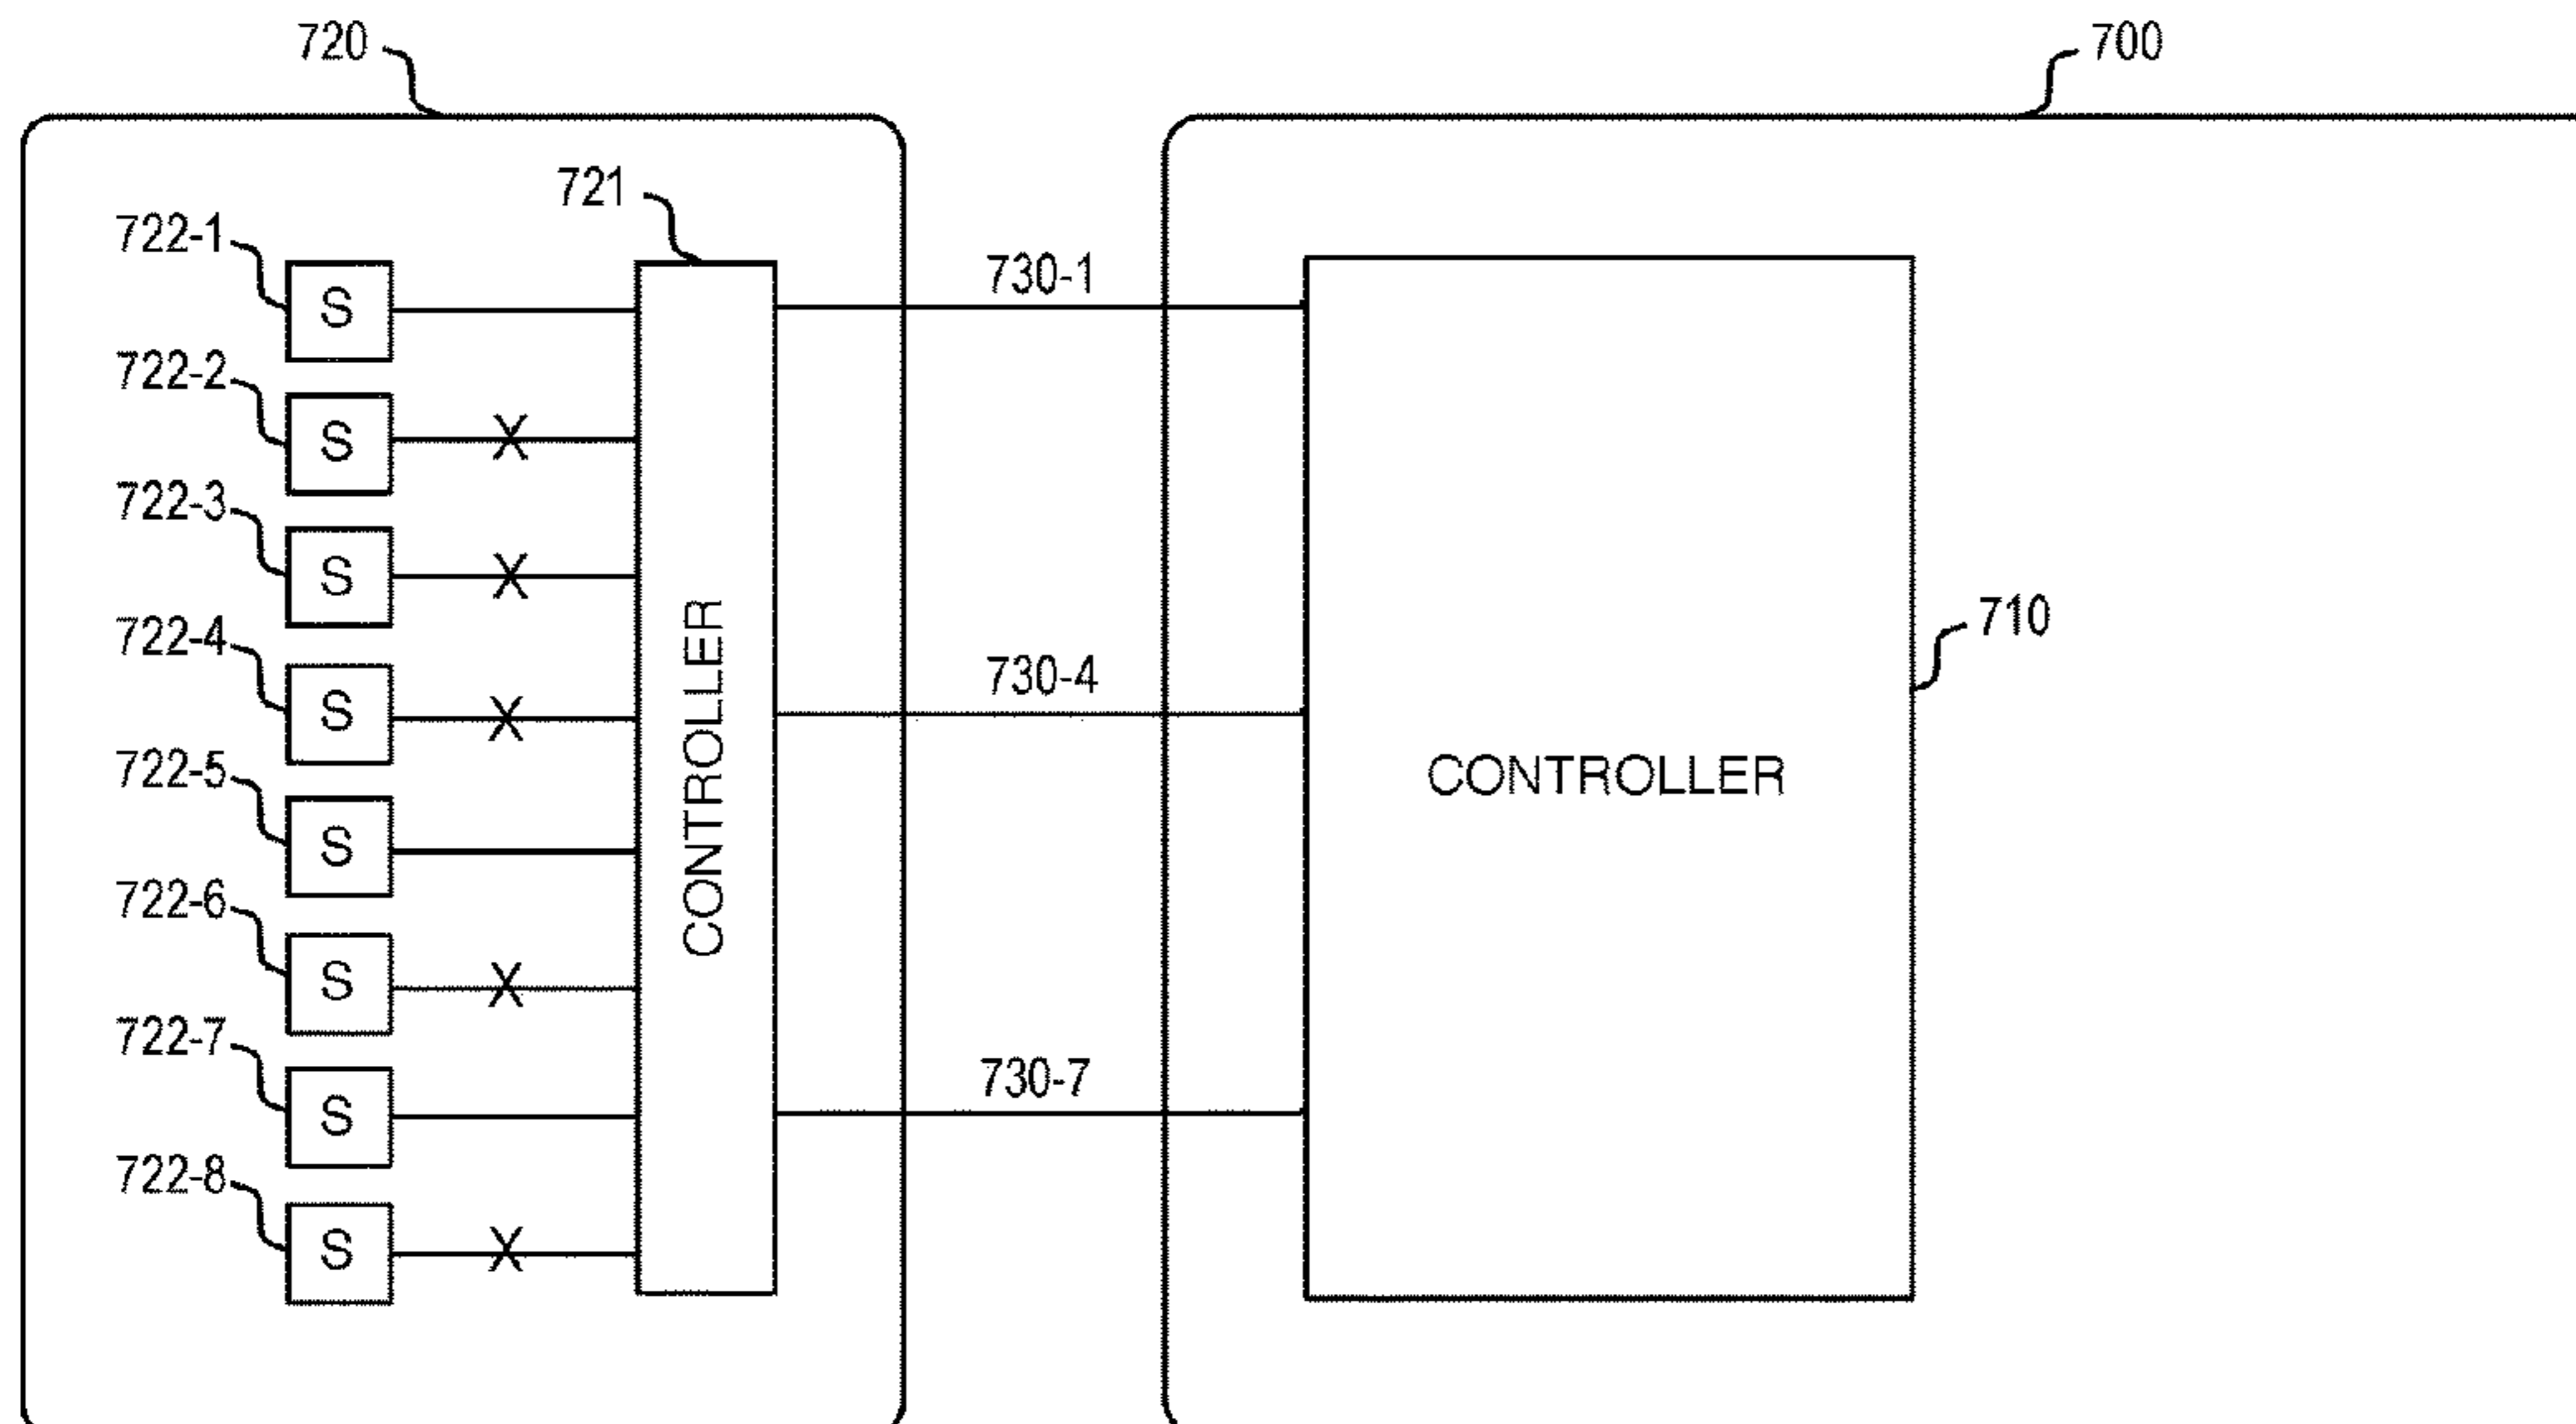 720
700
721
722-1
S
730-1
722-2
S
X
722-3
S
X
710
722-4
S
X
730-4
CONTROLLER
CONTROLLER
722-5
S
722-6
S
X
722-7
S
730-7
722-8
S
X